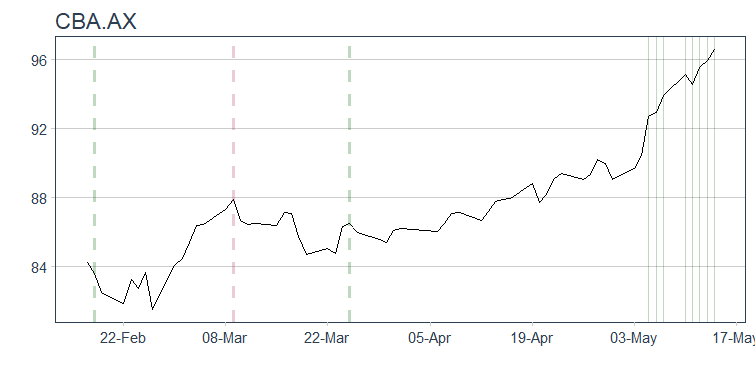 CBA.AX
96
92
88
84
22-Feb
08-Mar
22-Mar
05-Apr
19-Apr
03-May
17-May